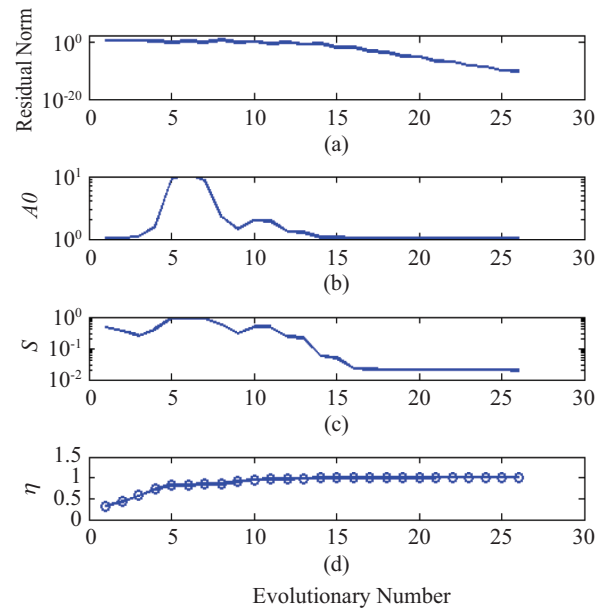 Residual Norm
10^0
10^-20
0 5 10 15 20 25 30
(a)
A0
10^1
10^0
0 5 10 15 20 25 30
(b)
S
10^0
10^-1
10^-2
0 5 10 15 20 25 30
(c)
η
1.5
1
0.5
0
0 5 10 15 20 25 30
(d)
Evolutionary Number